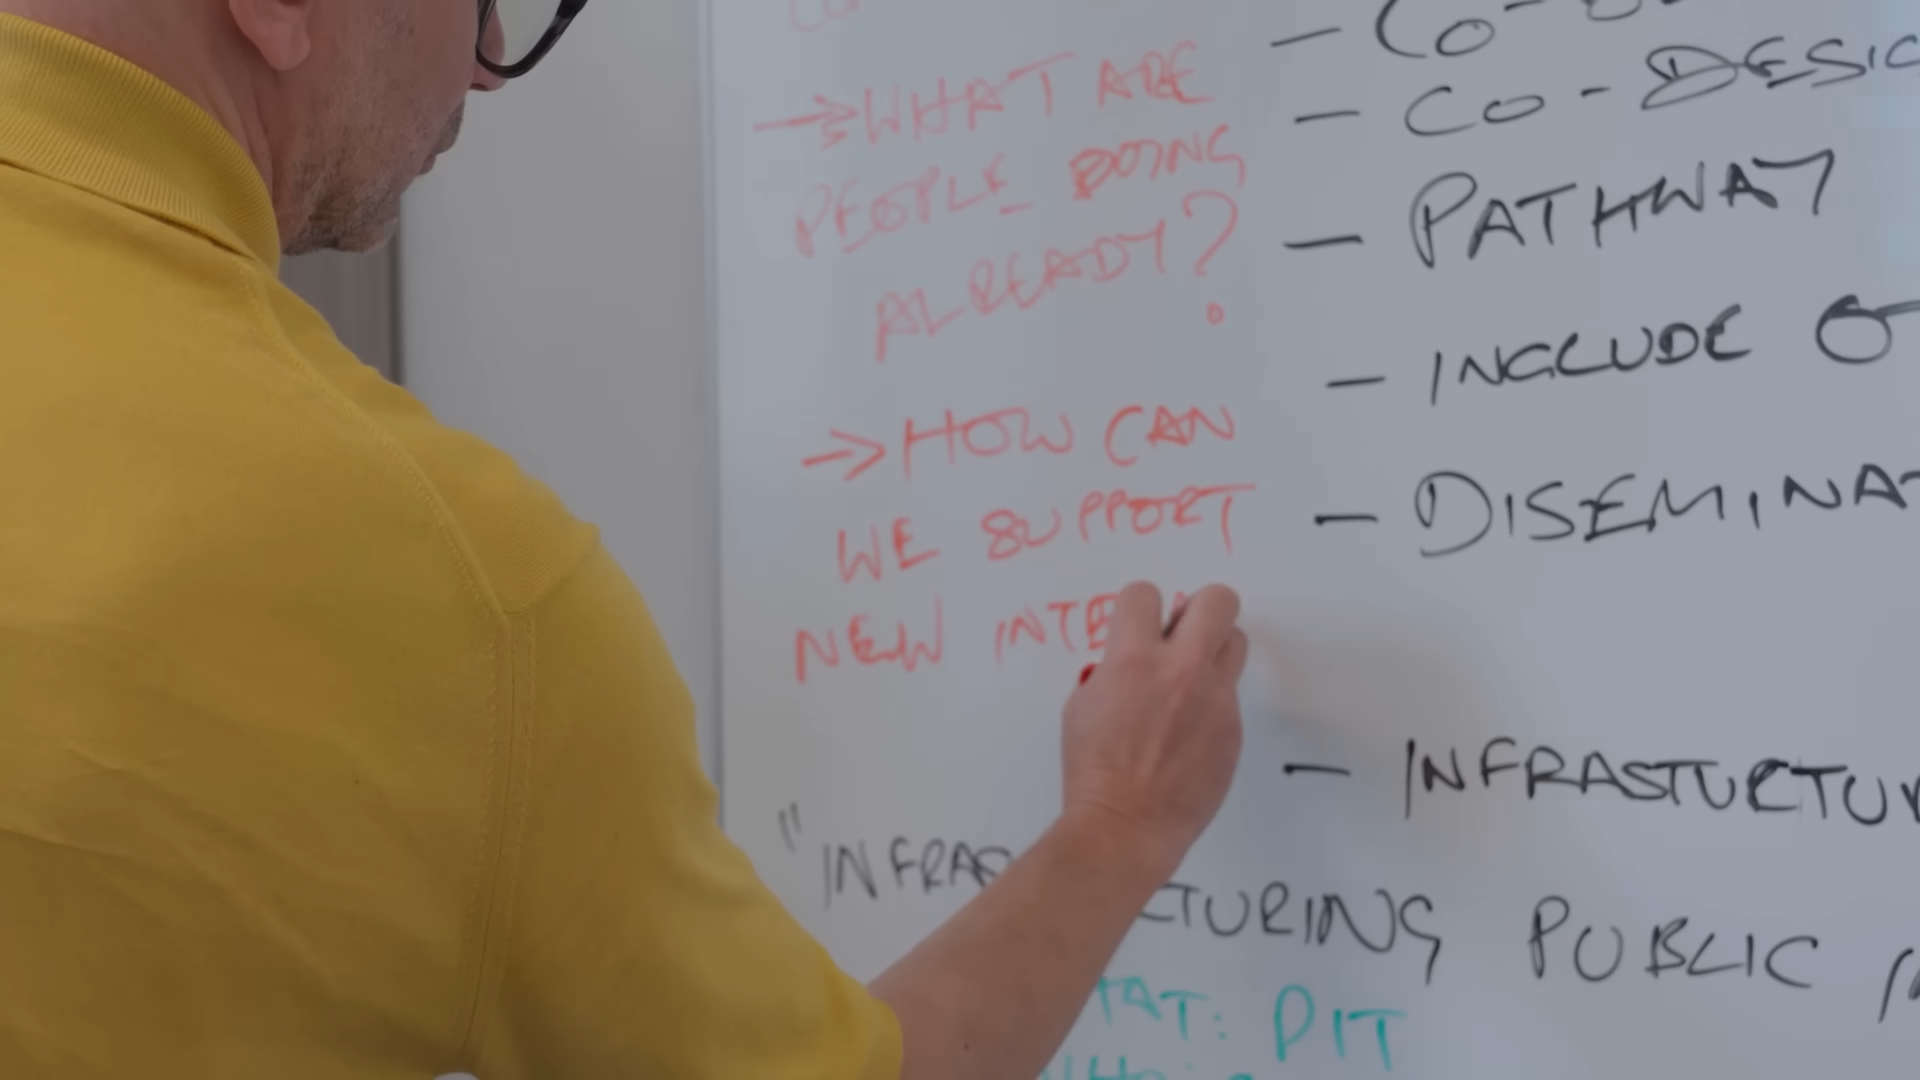 → WHAT ARE
PEOPLE DOING
ALREADY?
→ HOW CAN
WE SUPPORT
NEW INTE
- CO-
- CO-DESIG
- PATHWAY
- INCLUDE
- DISEMINAT
- INFRASTURTUR
"INFRAS CTURING PUBLIC
TAT: PIT